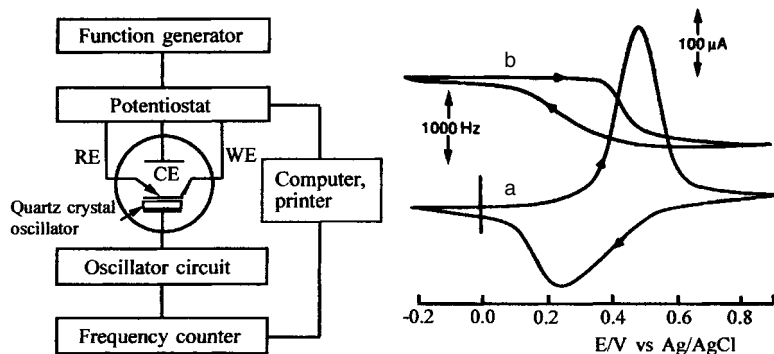 Function generator
Potentiostat
RE
CE
WE
Quartz crystal
oscillator
Computer,
printer
Oscillator circuit
Frequency counter
b
100 µA
1000 Hz
a
-0.2 0.0 0.2 0.4 0.6 0.8
E/V vs Ag/AgCl